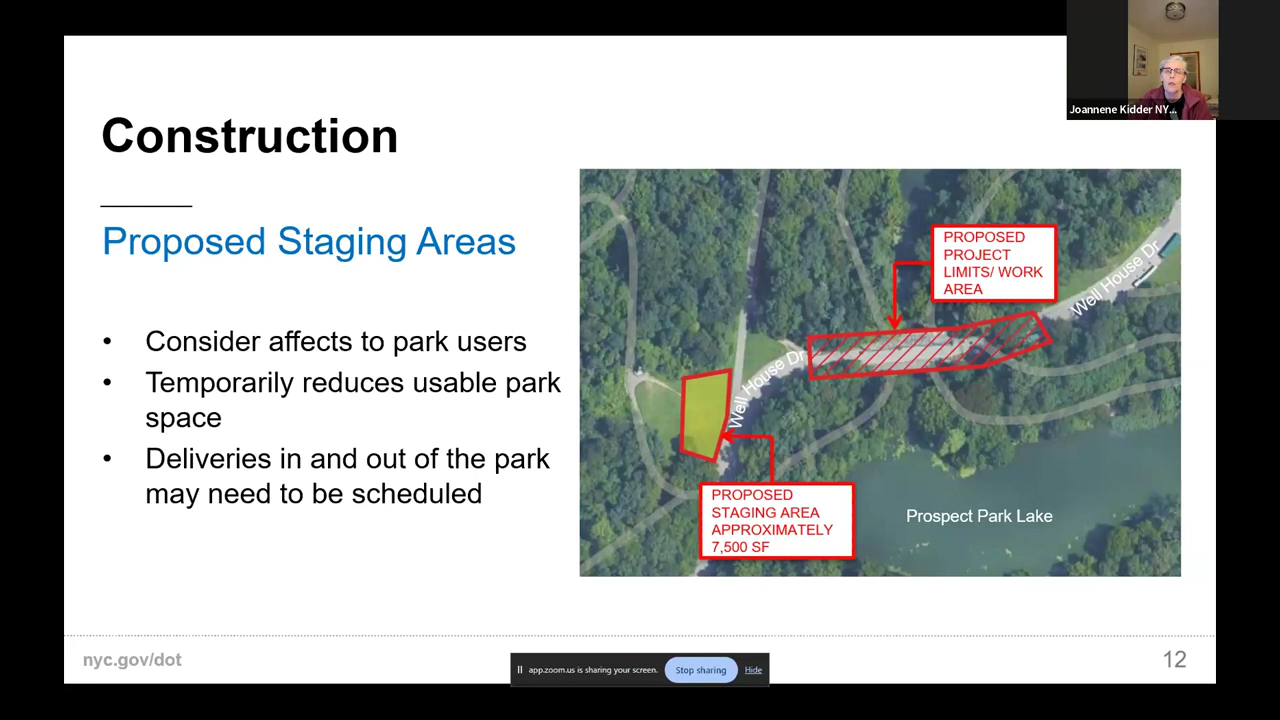 Joannene Kidder NY...
Construction
Proposed Staging Areas
• Consider affects to park users
• Temporarily reduces usable park
space
• Deliveries in and out of the park
may need to be scheduled
PROPOSED
PROJECT
LIMITS/ WORK
AREA
Well House Dr
Well House Dr
PROPOSED
STAGING AREA
APPROXIMATELY
7,500 SF
Prospect Park Lake
nyc.gov/dot
12
app.zoom.us is sharing your screen.
Stop sharing
Hide